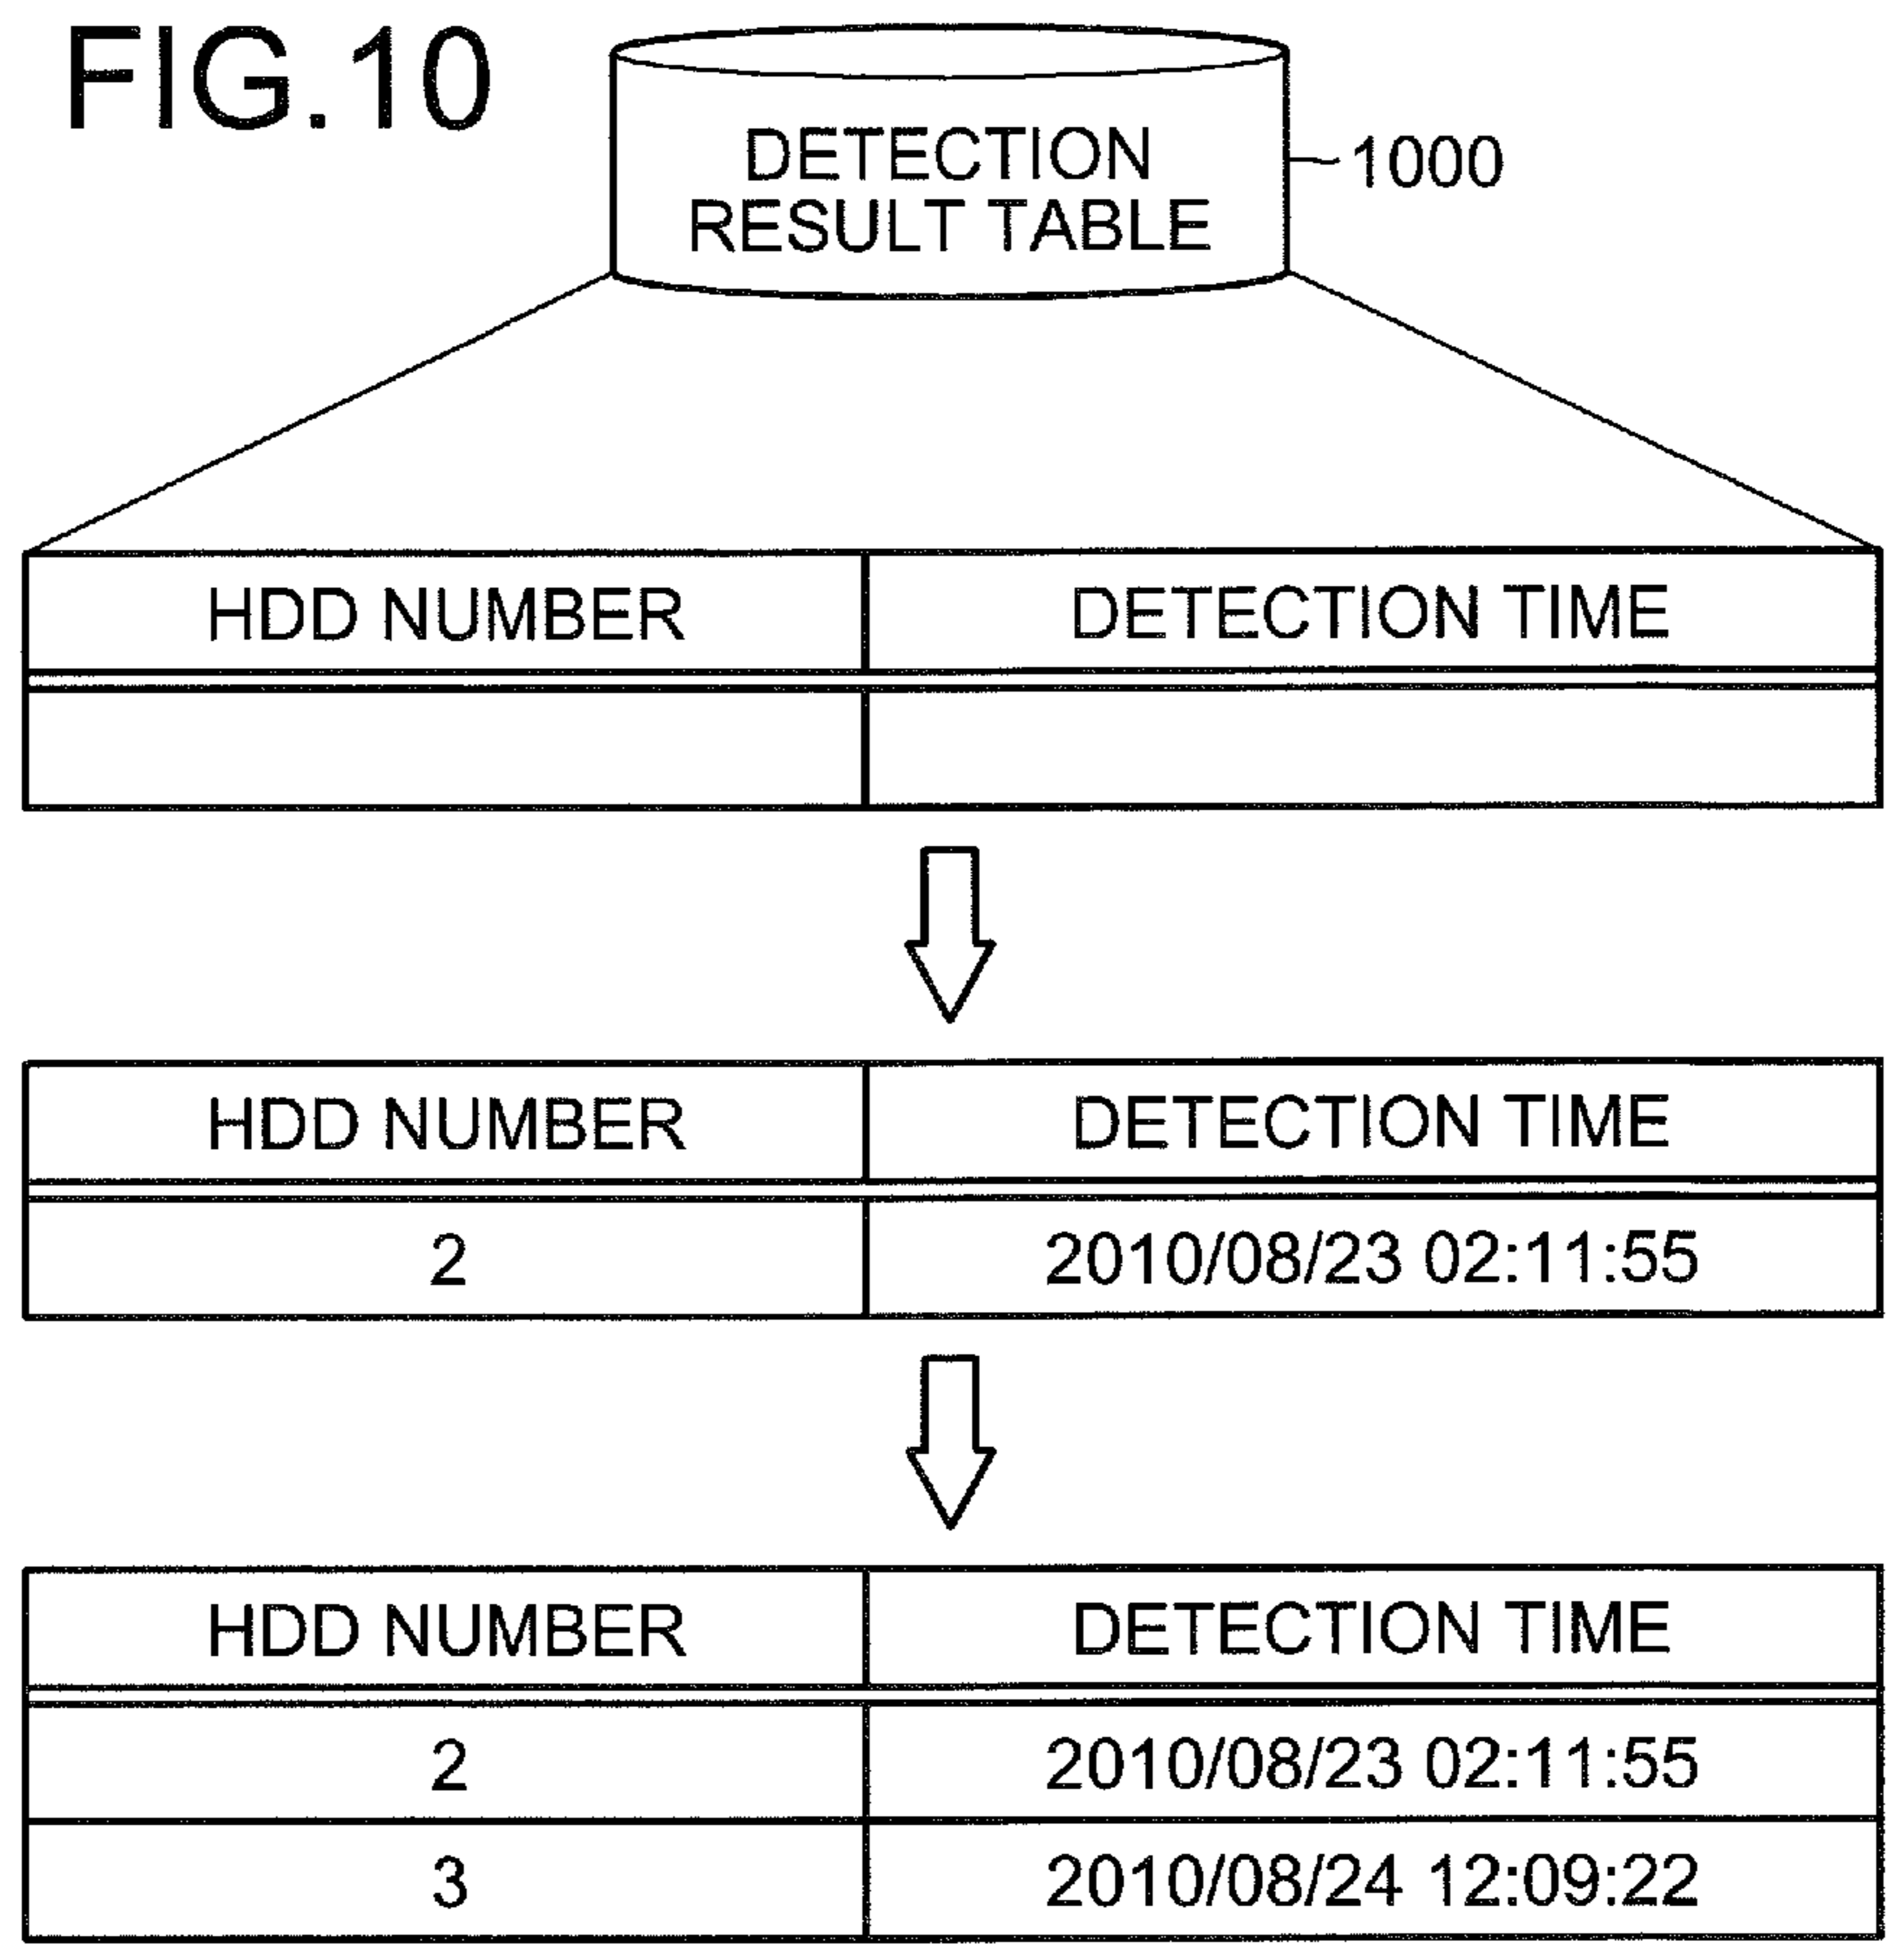 FIG.10
DETECTION
RESULT TABLE
1000
HDD NUMBER DETECTION TIME
HDD NUMBER DETECTION TIME
2 2010/08/23 02:11:55
HDD NUMBER DETECTION TIME
2 2010/08/23 02:11:55
3 2010/08/24 12:09:22